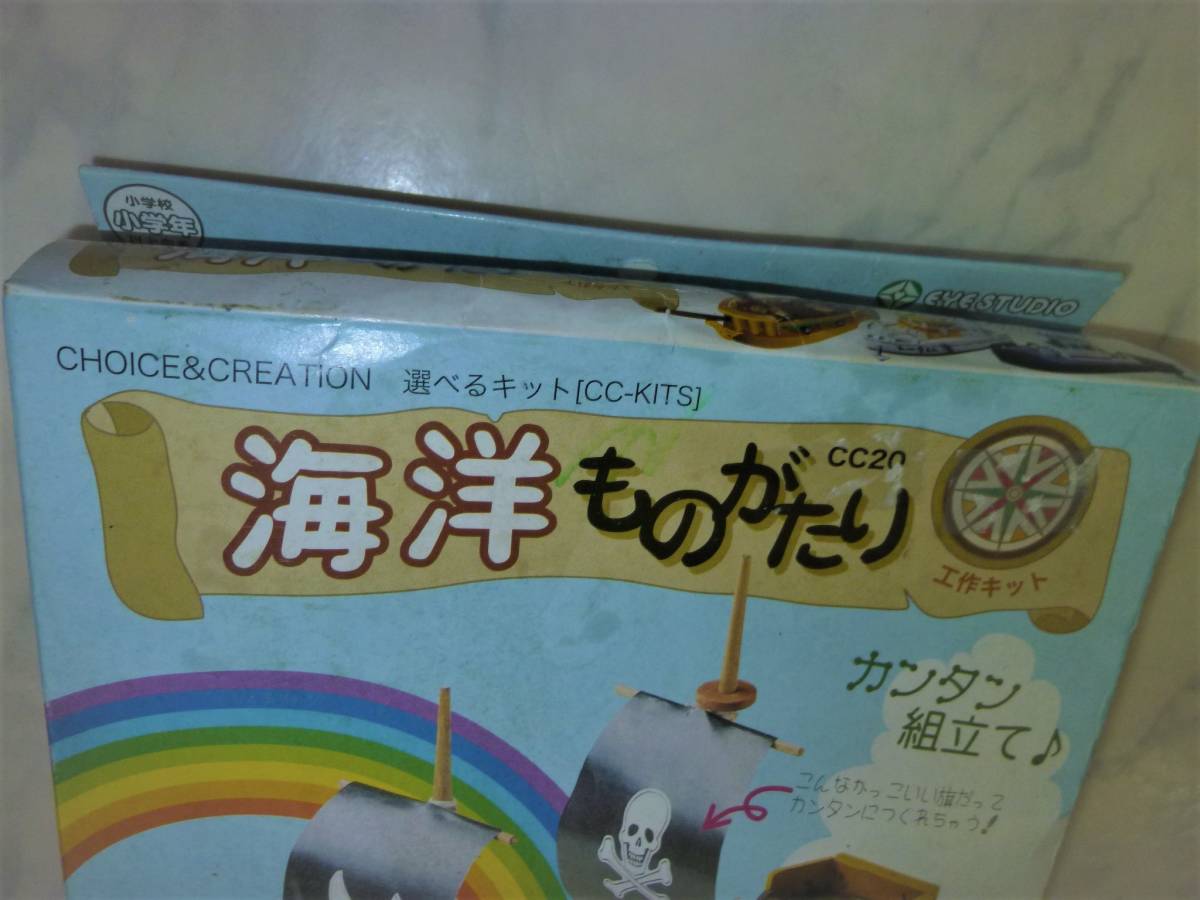 小学校
小学年
EYE STUDIO
CHOICE&CREATION 選べるキット[CC-KITS]
海洋ものがたり
CC20
工作キット
カンタン
組立て♪
こんなかっこいい旗だって
カンタンにつくれちゃう!